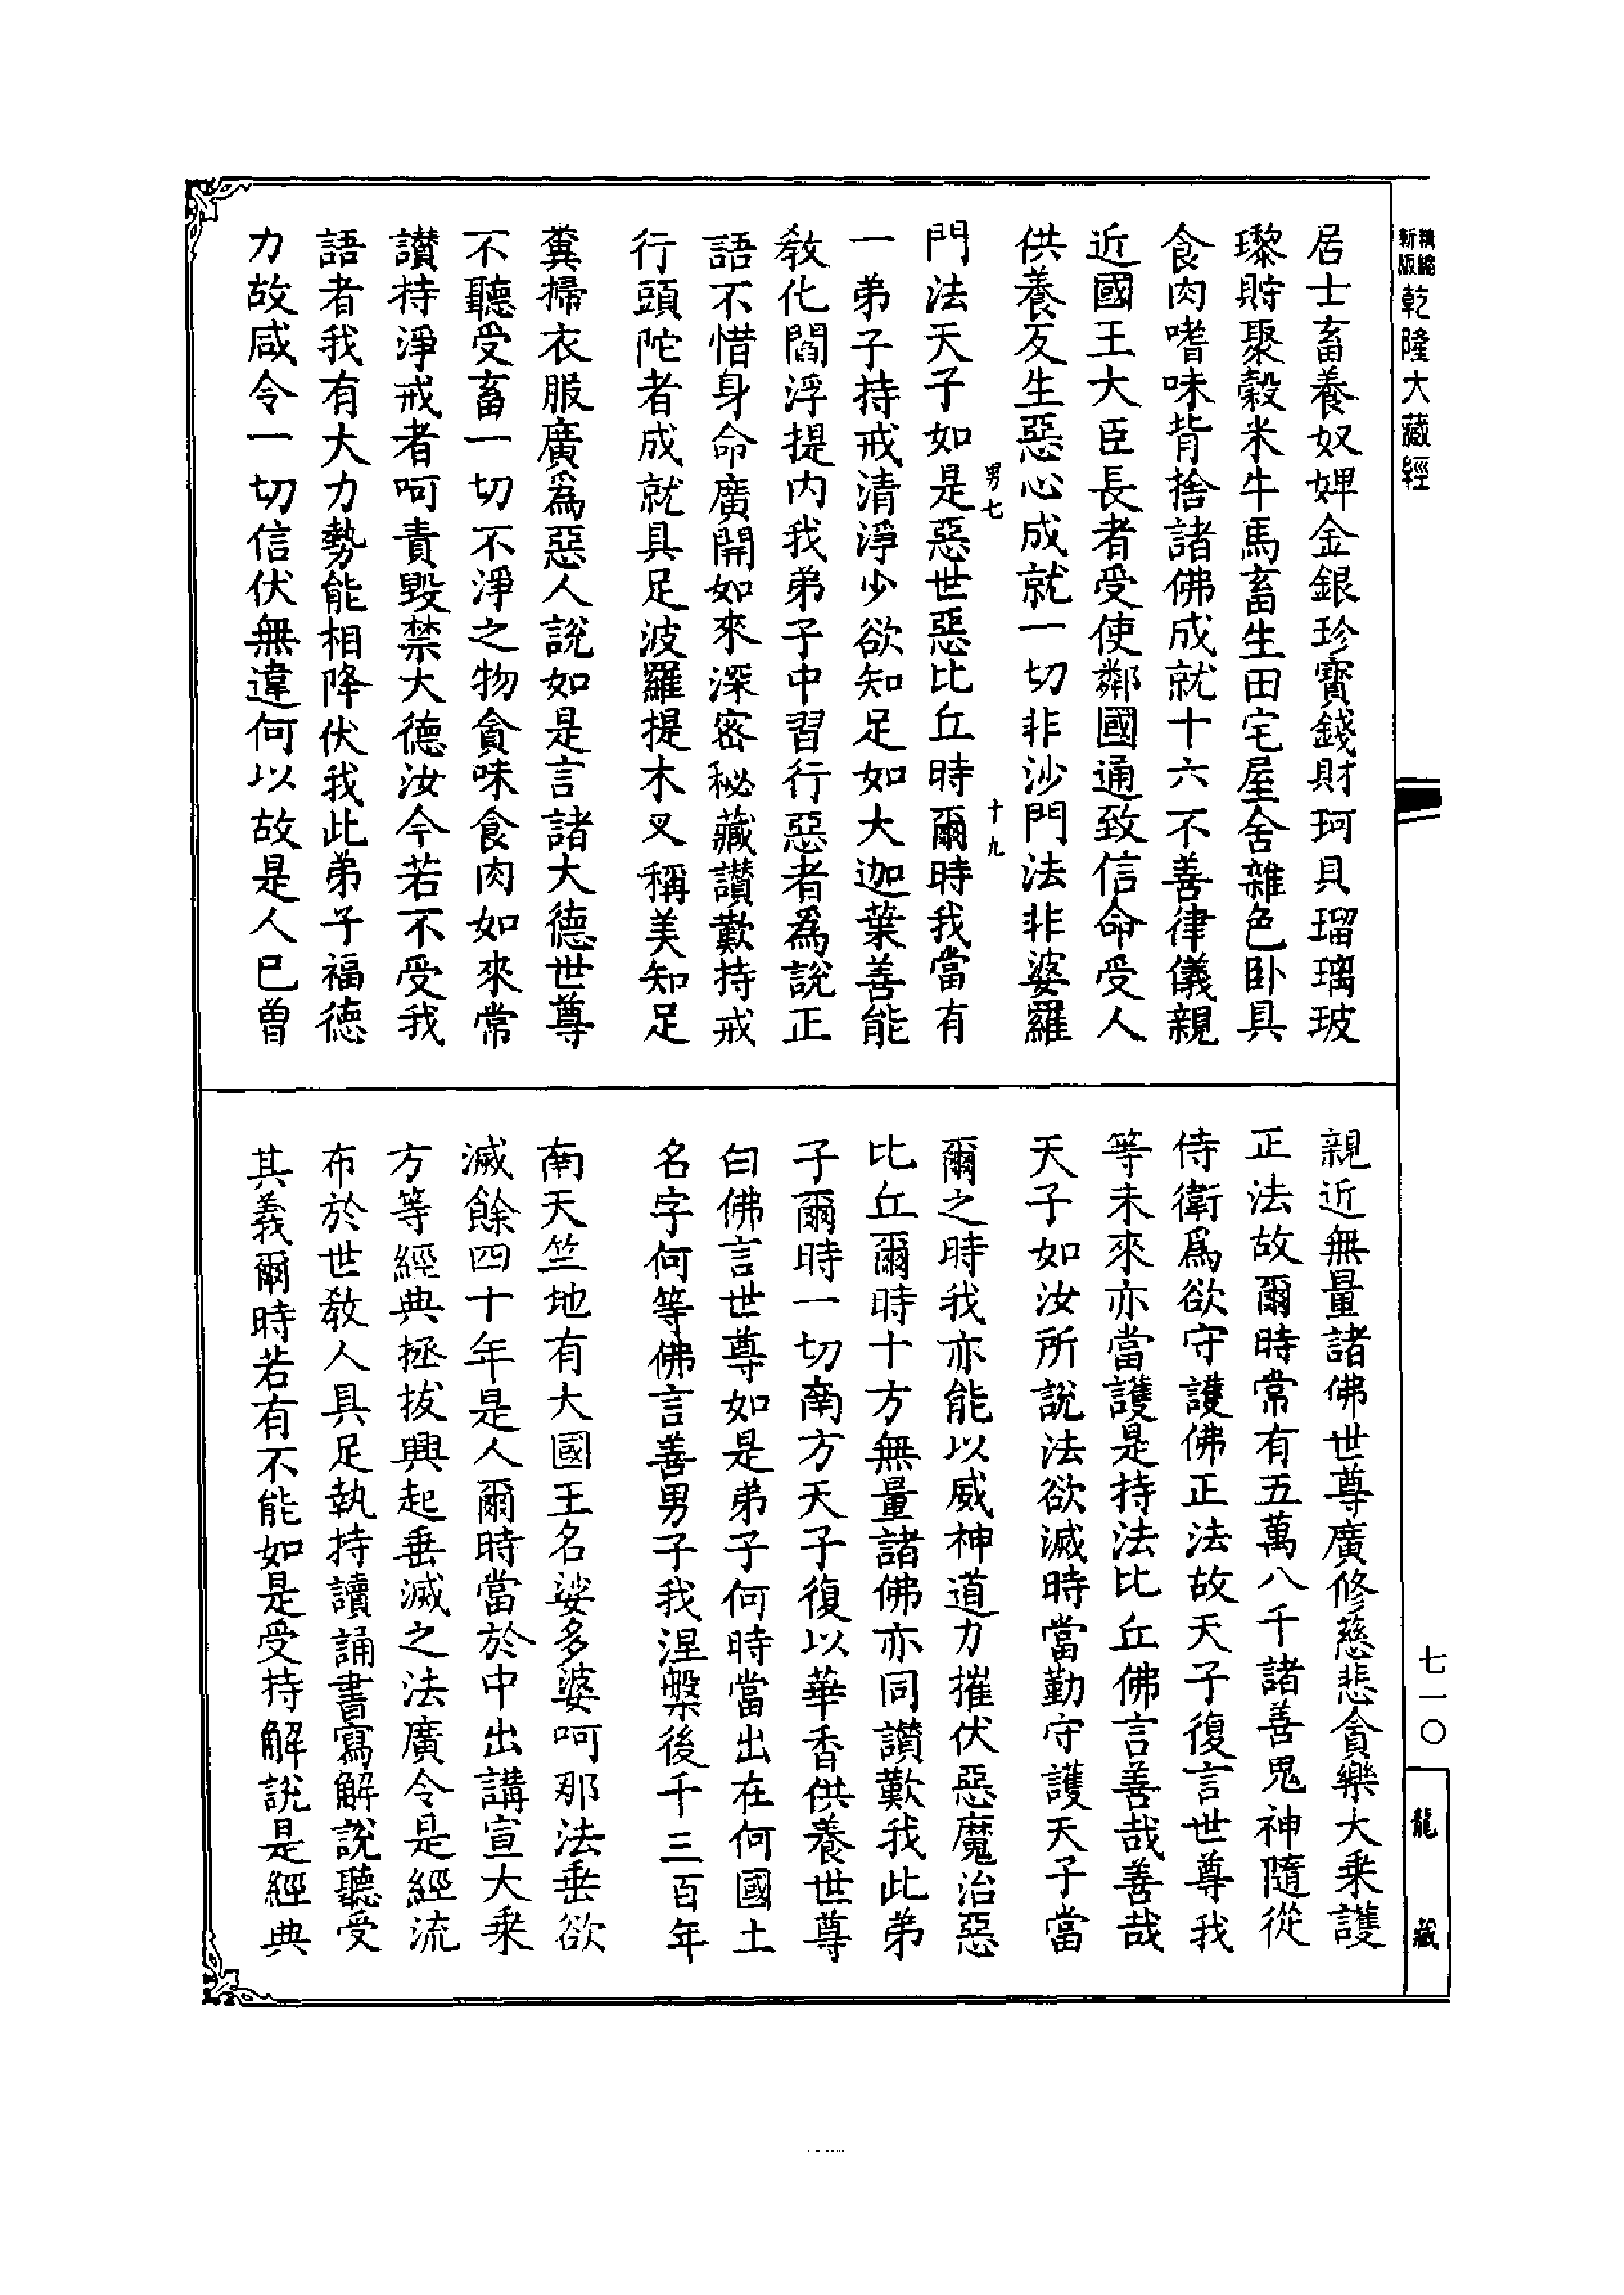 精縮新版乾隆大藏經
居士畜養奴婢金銀珍寶錢財珂貝瑠璃玻
瓈貯聚穀米牛馬畜生田宅屋舍雜色卧具
食肉嗜味背捨諸佛成就十六不善律儀親
近國王大臣長者受使鄰國通致信命受人
供養反生惡心成就一切非沙門法非婆羅
男七 十九
門法天子如是惡世惡比丘時爾時我當有
一弟子持戒清淨少欲知足如大迦葉善能
敎化閻浮提内我弟子中習行惡者爲說正
語不惜身命廣開如來深密秘藏讃歎持戒
行頭陀者成就具足波羅提木叉稱美知足
糞掃衣服廣爲惡人說如是言諸大德世尊
不聽受畜一切不淨之物貪味食肉如來常
讃持淨戒者呵責毀禁大德汝今若不受我
語者我有大力勢能相降伏我此弟子福德
力故咸令一切信伏無違何以故是人已曾
親近無量諸佛世尊廣修慈悲貪樂大乘護
正法故爾時常有五萬八千諸善鬼神隨從
侍衛爲欲守護佛正法故天子復言世尊我
等未來亦當護是持法比丘佛言善哉善哉
天子如汝所說法欲滅時當勤守護天子當
爾之時我亦能以威神道力摧伏惡魔治惡
比丘爾時十方無量諸佛亦同讃歎我此弟
子爾時一切南方天子復以華香供養世尊
白佛言世尊如是弟子何時當出在何國土
名字何等佛言善男子我涅槃後千三百年
南天竺地有大國王名娑多婆呵那法垂欲
滅餘四十年是人爾時當於中出講宣大乘
方等經典拯拔興起垂滅之法廣令是經流
布於世敎人具足執持讀誦書寫解說聽受
其義爾時若有不能如是受持解說是經典
七一〇
龍藏